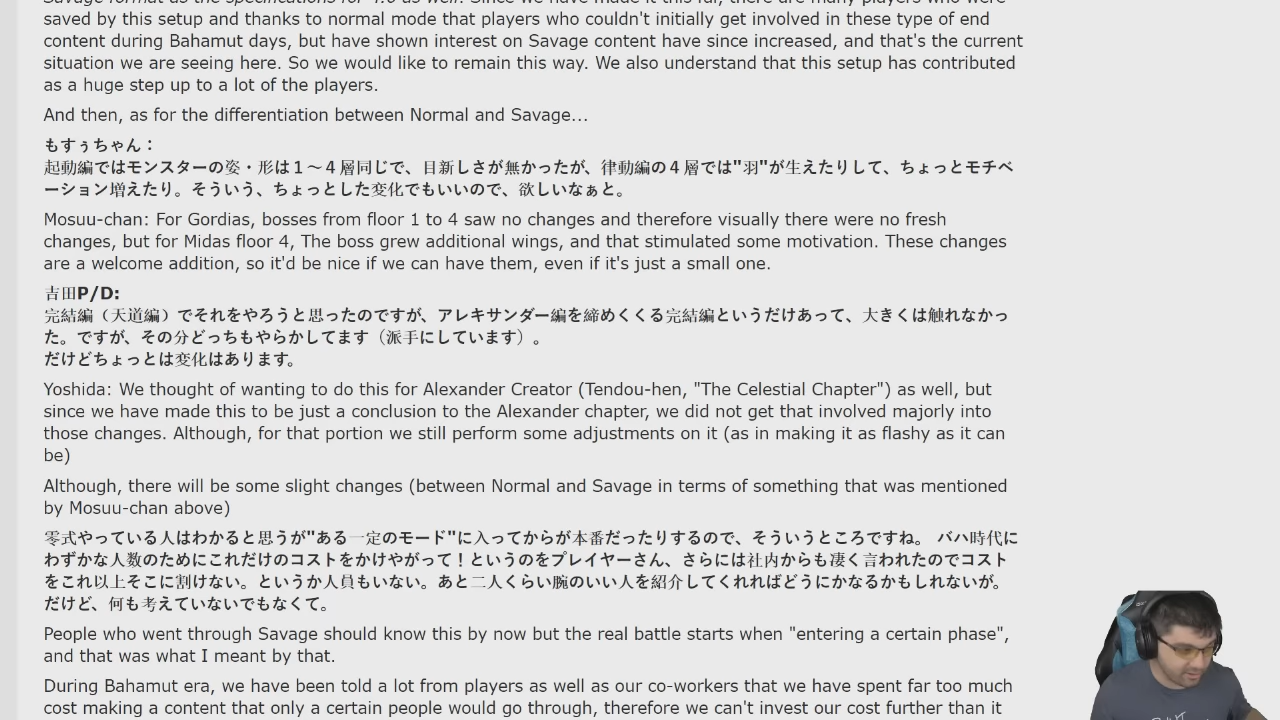 Savage format as the specifications for 4.0 as well. Since we have made it this far, there are many players who were
saved by this setup and thanks to normal mode that players who couldn't initially get involved in these type of end
content during Bahamut days, but have shown interest on Savage content have since increased, and that's the current
situation we are seeing here. So we would like to remain this way. We also understand that this setup has contributed
as a huge step up to a lot of the players.
And then, as for the differentiation between Normal and Savage...
もすぅちゃん：
起動編ではモンスターの姿・形は１～４層同じで、目新しさが無かったが、律動編の４層では"羽"が生えたりして、ちょっとモチベ
ーション増えたり。そういう、ちょっとした変化でもいいので、欲しいなぁと。
Mosuu-chan: For Gordias, bosses from floor 1 to 4 saw no changes and therefore visually there were no fresh
changes, but for Midas floor 4, The boss grew additional wings, and that stimulated some motivation. These changes
are a welcome addition, so it'd be nice if we can have them, even if it's just a small one.
吉田P/D:
完結編（天道編）でそれをやろうと思ったのですが、アレキサンダー編を締めくくる完結編というだけあって、大きくは触れなかっ
た。ですが、その分どっちもやらかしてます（派手にしています）。
だけどちょっとは変化はあります。
Yoshida: We thought of wanting to do this for Alexander Creator (Tendou-hen, "The Celestial Chapter") as well, but
since we have made this to be just a conclusion to the Alexander chapter, we did not get that involved majorly into
those changes. Although, for that portion we still perform some adjustments on it (as in making it as flashy as it can
be)
Although, there will be some slight changes (between Normal and Savage in terms of something that was mentioned
by Mosuu-chan above)
零式やっている人はわかると思うが"ある一定のモード"に入ってからが本番だったりするので、そういうところですね。 バハ時代に
わずかな人数のためにこれだけのコストをかけやがって！というのをプレイヤーさん、さらには社内からも凄く言われたのでコスト
をこれ以上そこに割けない。というか人員もいない。あと二人くらい腕のいい人を紹介してくれればどうにかなるかもしれないが。
だけど、何も考えていないでもなくて。
People who went through Savage should know this by now but the real battle starts when "entering a certain phase",
and that was what I meant by that.
During Bahamut era, we have been told a lot from players as well as our co-workers that we have spent far too much
cost making a content that only a certain people would go through, therefore we can't invest our cost further than it